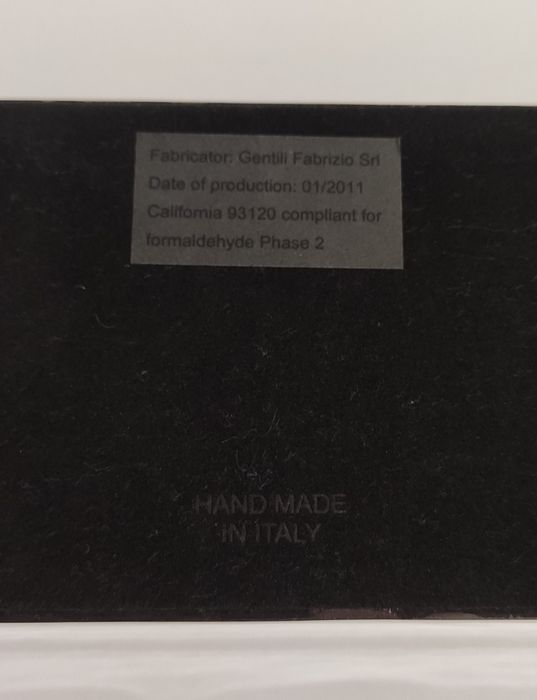 Fabricator: Gentili Fabrizio Srl
Date of production: 01/2011
California 93120 compliant for
formaldehyde Phase 2
HAND MADE
IN ITALY